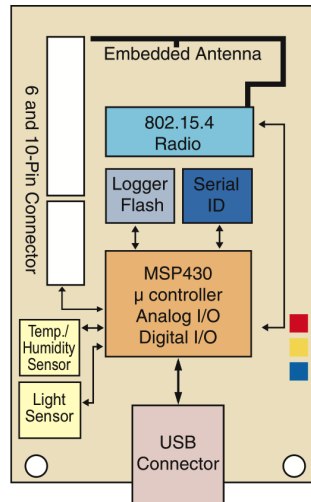 Embedded Antenna
6 and 10-Pin Connector
802.15.4
Radio
Logger
Flash
Serial
ID
MSP430
μ controller
Analog I/O
Digital I/O
Temp./
Humidity
Sensor
Light
Sensor
USB
Connector